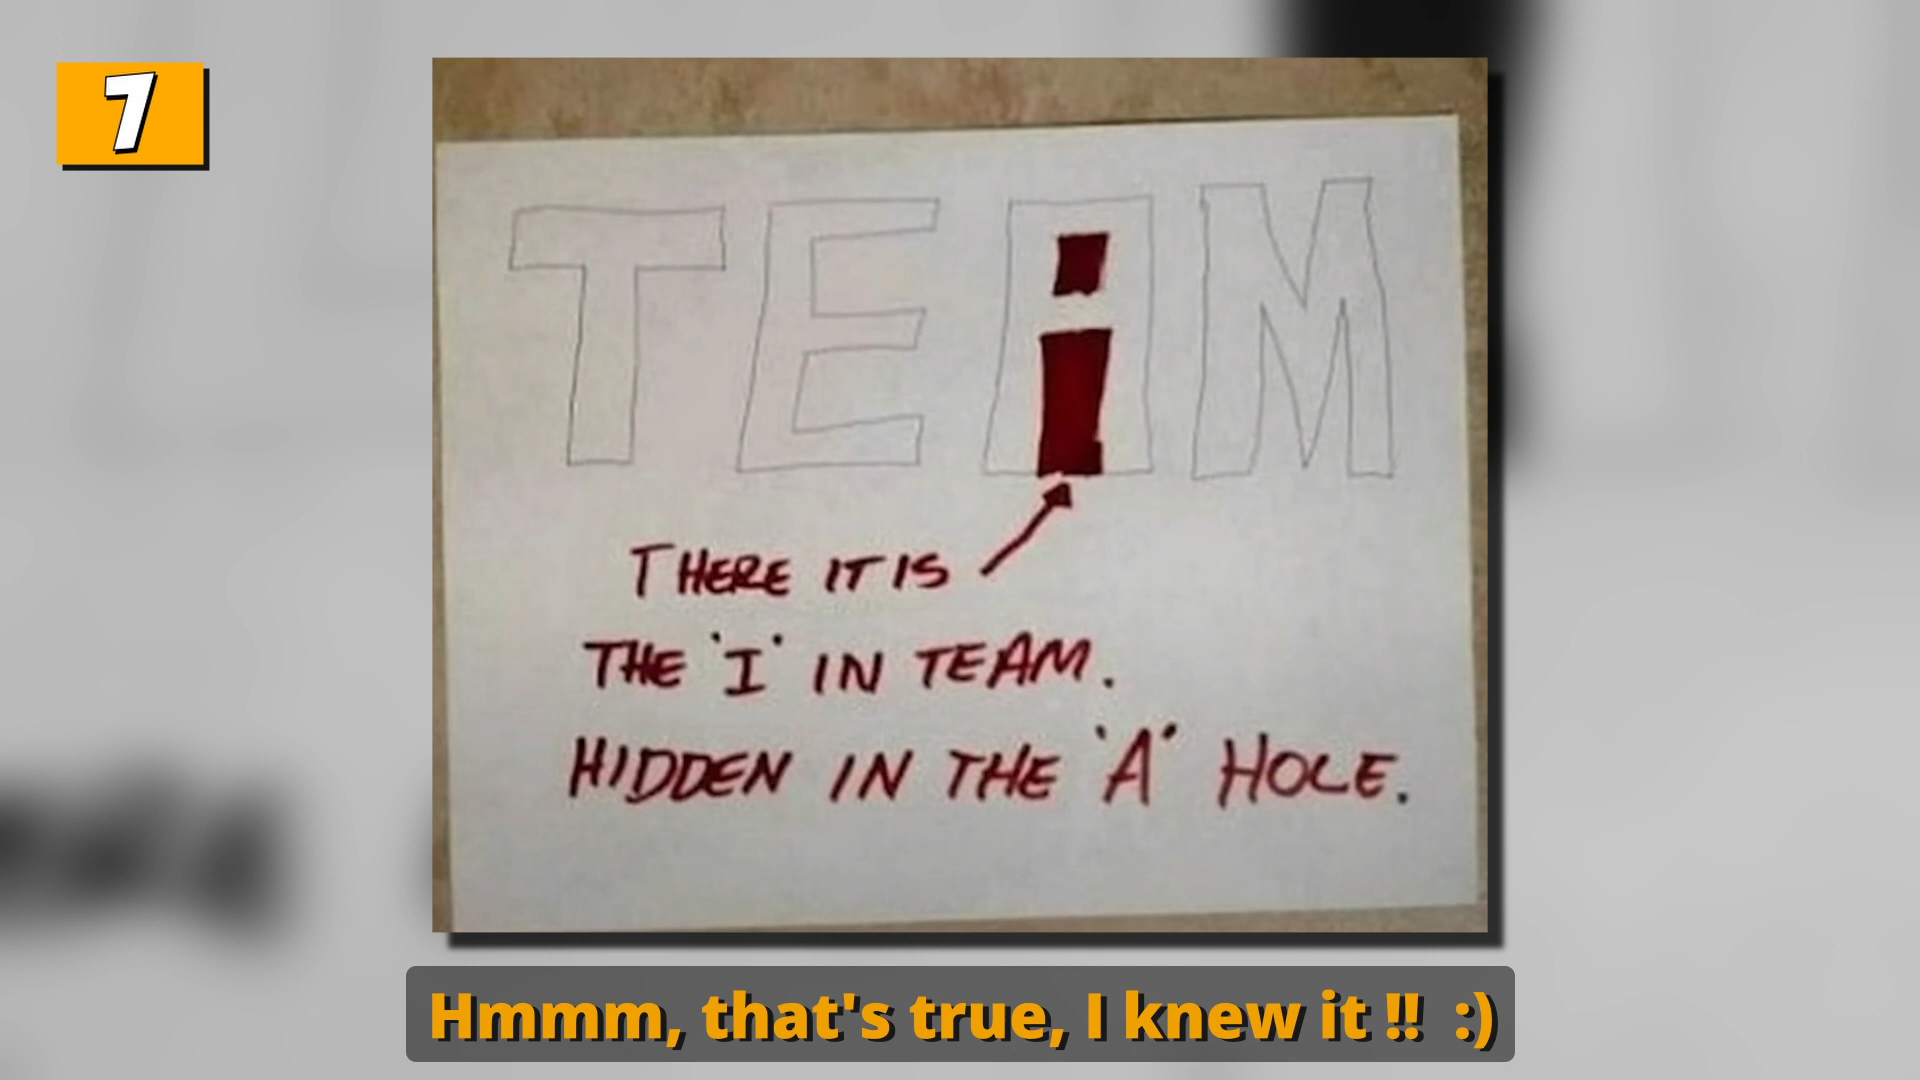 7
TEAM
THERE IT IS
THE "I" IN TEAM.
HIDDEN IN THE "A" HOLE.
Hmmm, that's true, I knew it !! :)